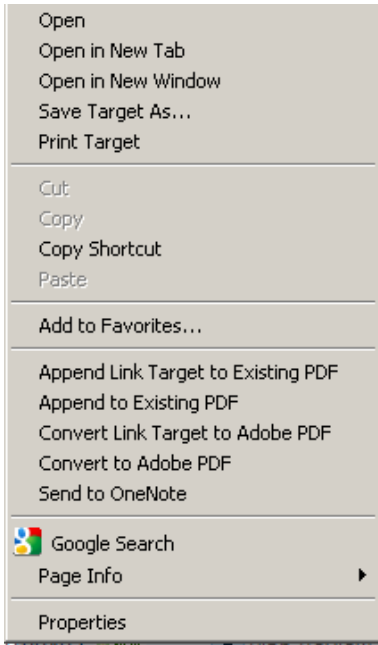 Open
Open in New Tab
Open in New Window
Save Target As...
Print Target
Cut
Copy
Copy Shortcut
Paste
Add to Favorites...
Append Link Target to Existing PDF
Append to Existing PDF
Convert Link Target to Adobe PDF
Convert to Adobe PDF
Send to OneNote
Google Search
Page Info
Properties